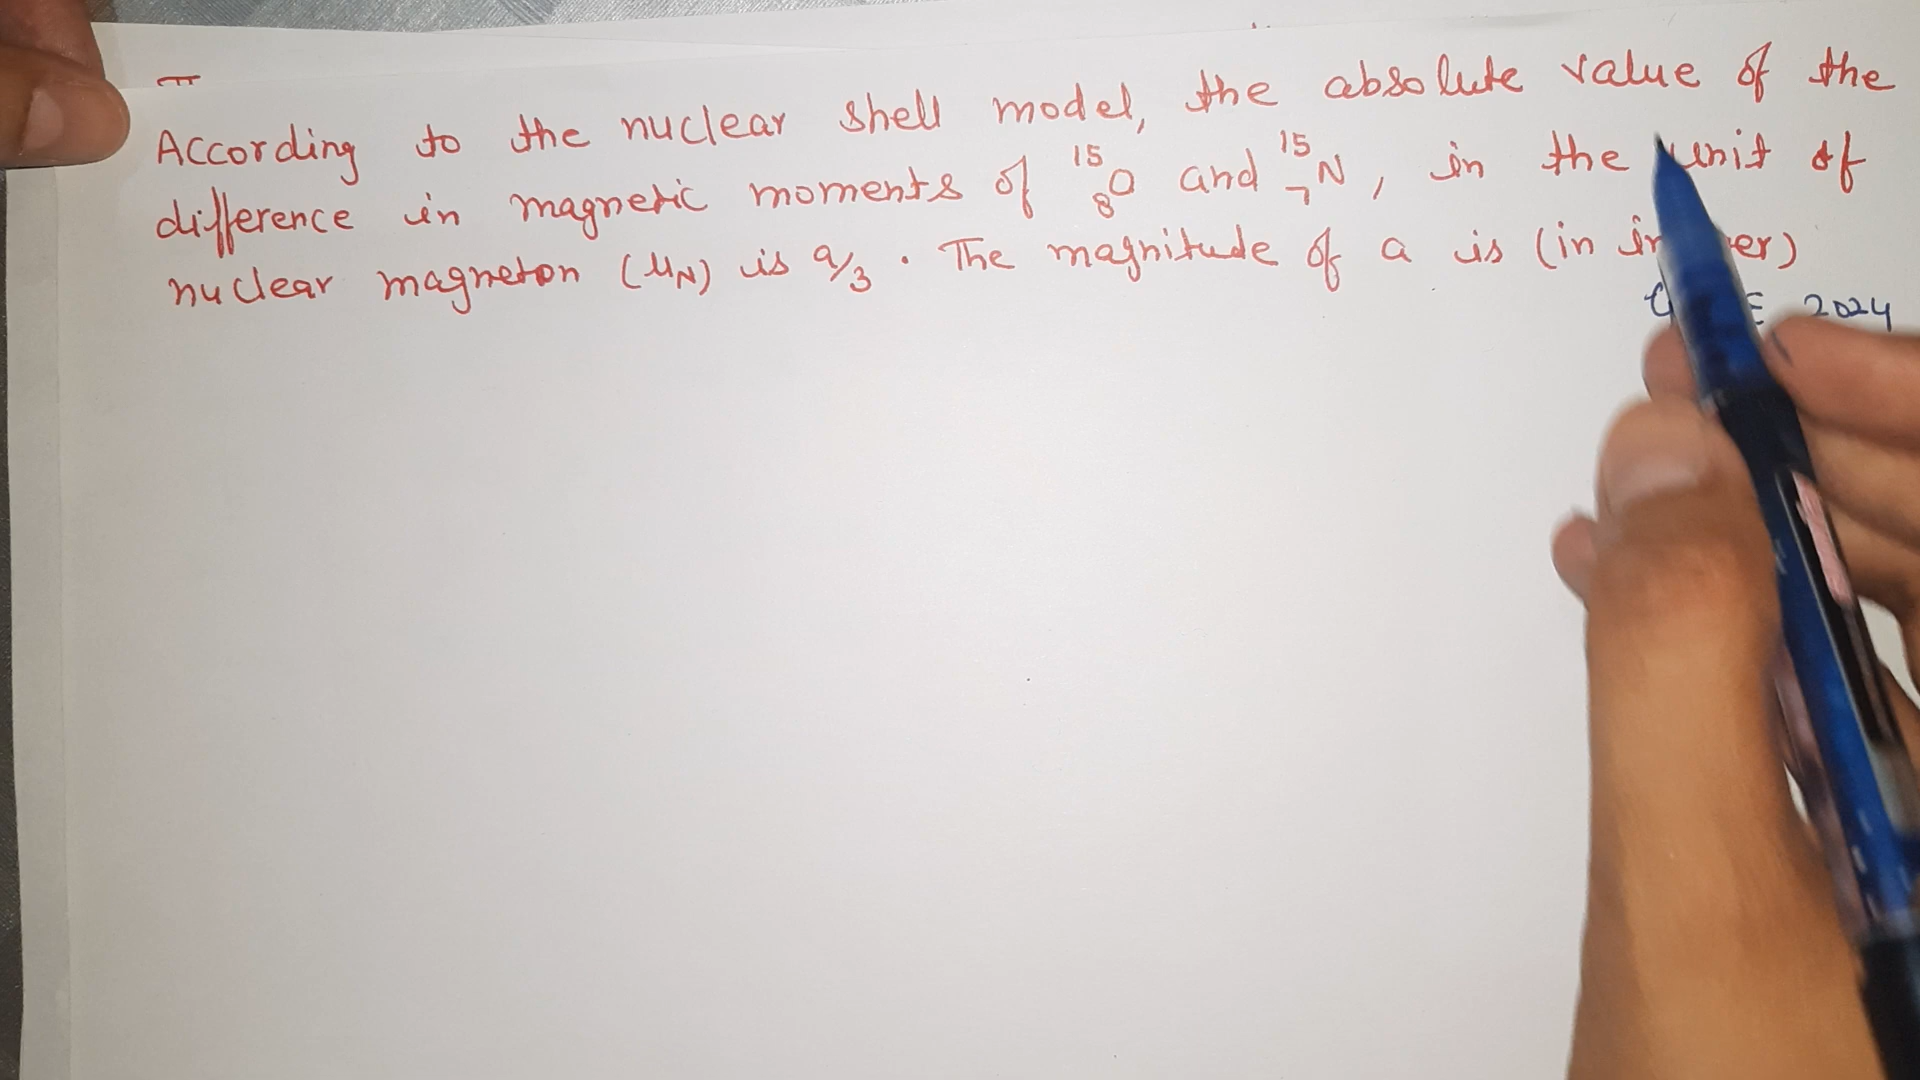 According to the nuclear shell model, the absolute value of the
difference in magnetic moments of ¹⁵₈O and ¹⁵₇N, in the unit of
nuclear magneton (μN) is a/3. The magnitude of a is (in
2024